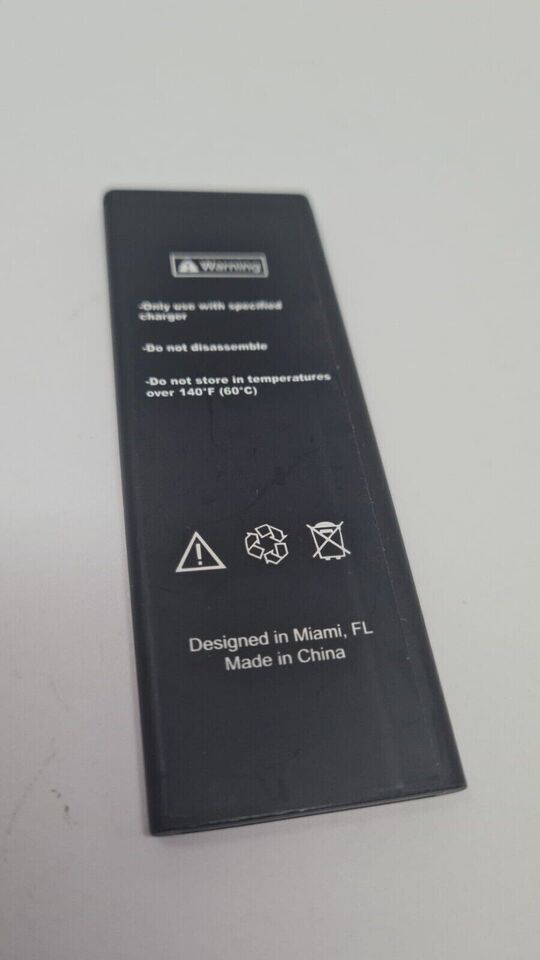 Warning
-Only use with specified
charger
-Do not disassemble
-Do not store in temperatures
over 140°F (60°C)
Designed in Miami, FL
Made in China